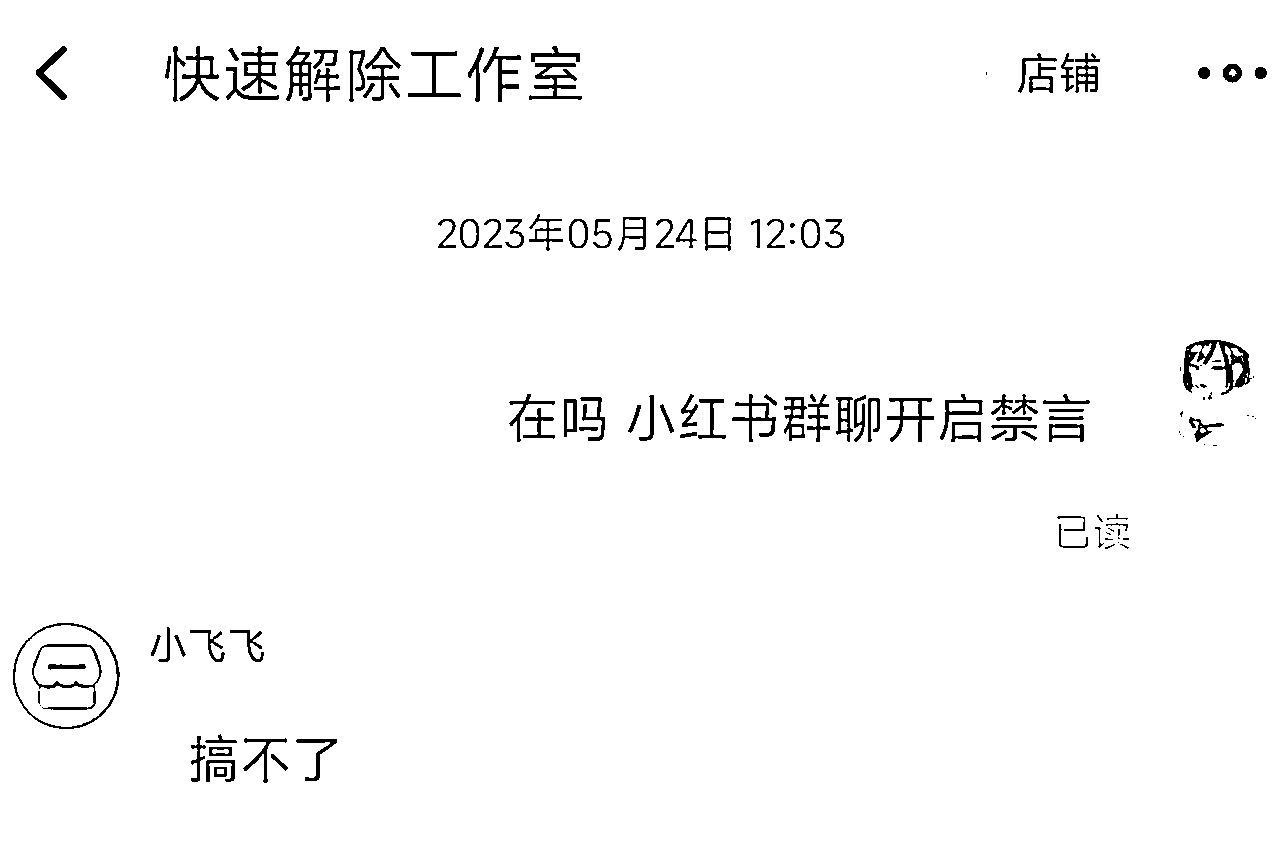 快速解除工作室 店铺
2023年05月24日 12:03
在吗 小红书群聊开启禁言
已读
小飞飞
搞不了